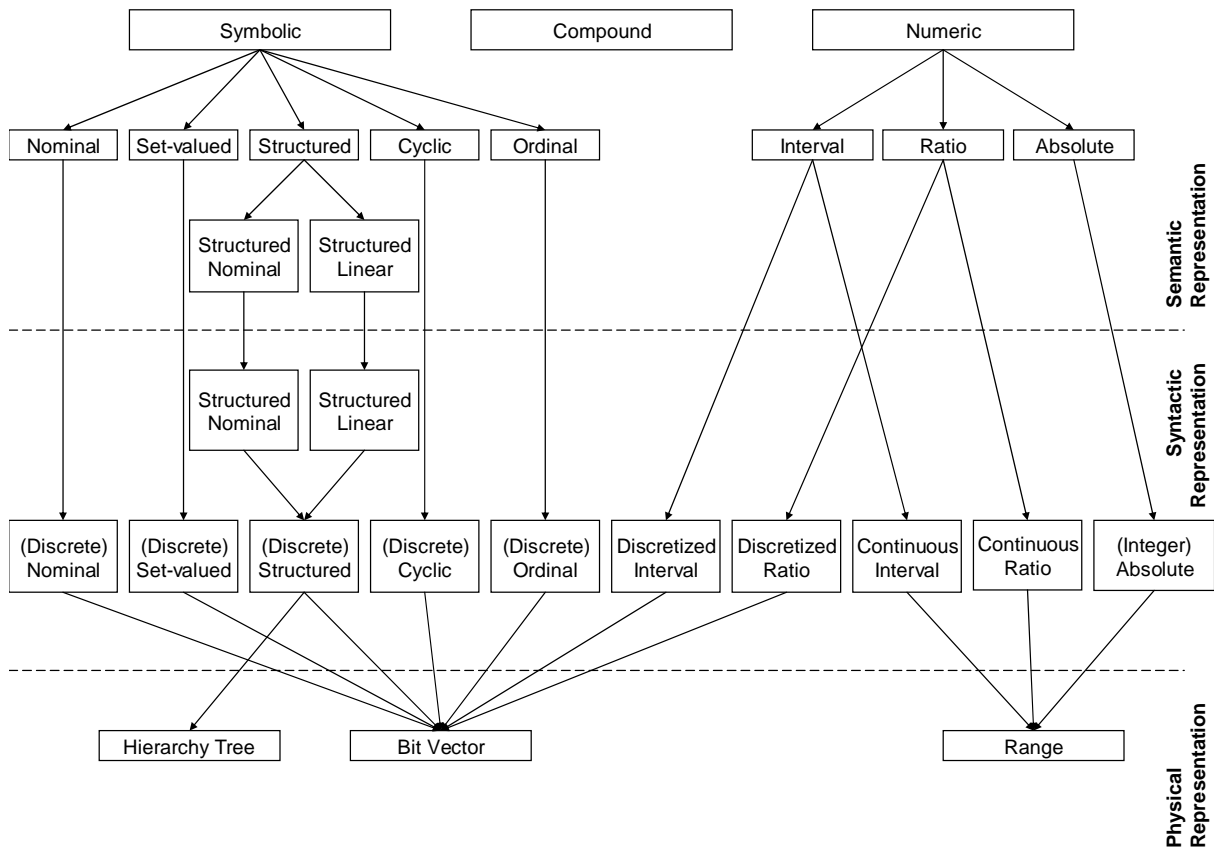 Symbolic
Compound
Numeric
Nominal
Set-valued
Structured
Cyclic
Ordinal
Interval
Ratio
Absolute
Structured
Nominal
Structured
Linear
Semantic
Representation
Structured
Nominal
Structured
Linear
Syntactic
Representation
(Discrete)
Nominal
(Discrete)
Set-valued
(Discrete)
Structured
(Discrete)
Cyclic
(Discrete)
Ordinal
Discretized
Interval
Discretized
Ratio
Continuous
Interval
Continuous
Ratio
(Integer)
Absolute
Hierarchy Tree
Bit Vector
Range
Physical
Representation